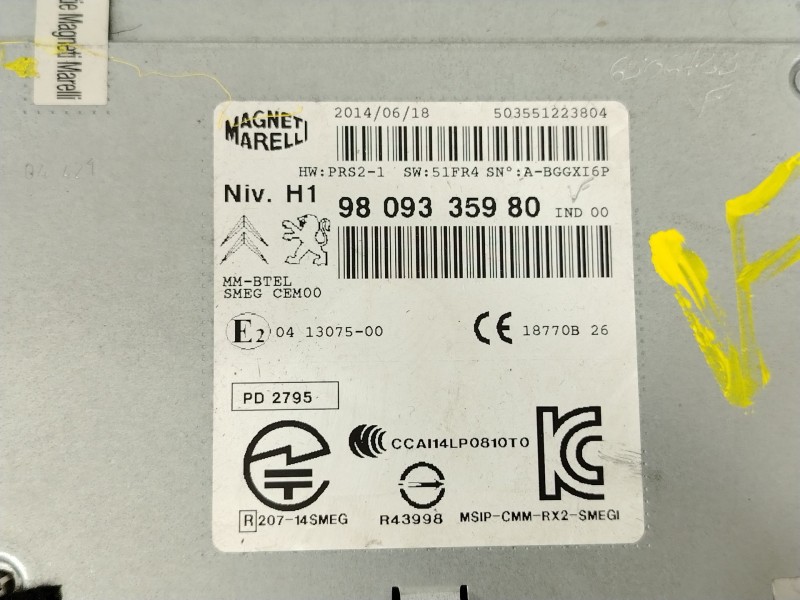 ie Magneti Marelli
MAGNETI MARELLI
2014/06/18 503551223804
HW:PRS2-1 SW:51FR4 SN°:A-BGGXI6P
Niv. H1
98 093 359 80 IND 00
MM-BTEL
SMEG CEM00
E2 04 13075-00
CE 18770B 26
PD 2795
CCAI14LP0810T0
R 207-14SMEG
R43998
MSIP-CMM-RX2-SMEGI